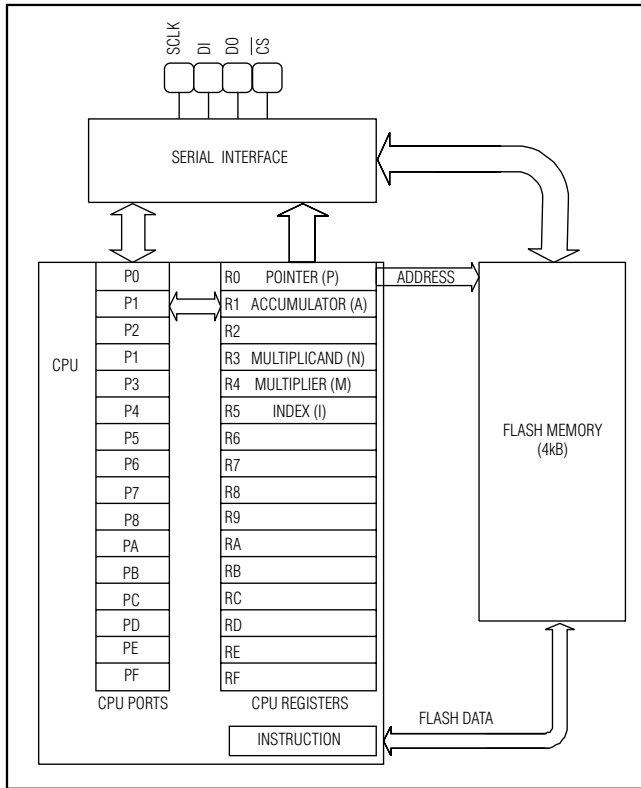 SCLK DI DO CS
SERIAL INTERFACE
P0 R0 POINTER (P) ADDRESS
P1 R1 ACCUMULATOR (A)
P2 R2
CPU P1 R3 MULTIPLICAND (N)
P3 R4 MULTIPLIER (M)
P4 R5 INDEX (I)
P5 R6
P6 R7
P7 R8
P8 R9
PA RA
PB RB
PC RC
PD RD
PE RE
PF RF
CPU PORTS CPU REGISTERS
FLASH MEMORY
(4kB)
FLASH DATA
INSTRUCTION